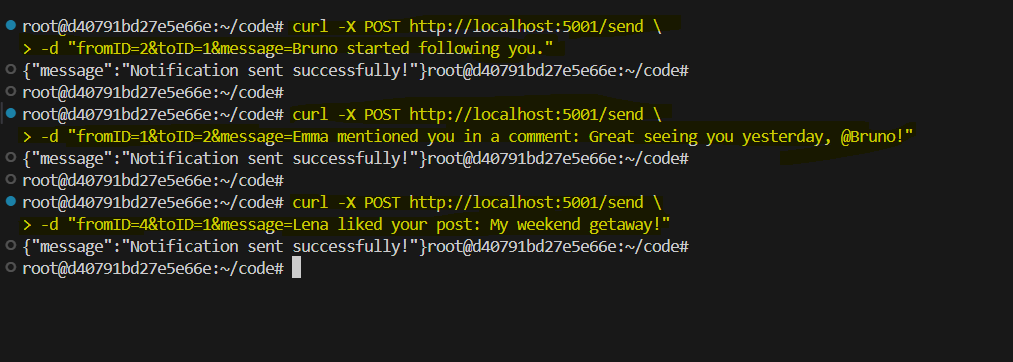 root@d40791bd27e5e66e:~/code# curl -X POST http://localhost:5001/send \
> -d "fromID=2&toID=1&message=Bruno started following you."
{"message":"Notification sent successfully!"}root@d40791bd27e5e66e:~/code#
root@d40791bd27e5e66e:~/code#
root@d40791bd27e5e66e:~/code# curl -X POST http://localhost:5001/send \
> -d "fromID=1&toID=2&message=Emma mentioned you in a comment: Great seeing you yesterday, @Bruno!"
{"message":"Notification sent successfully!"}root@d40791bd27e5e66e:~/code#
root@d40791bd27e5e66e:~/code#
root@d40791bd27e5e66e:~/code# curl -X POST http://localhost:5001/send \
> -d "fromID=4&toID=1&message=Lena liked your post: My weekend getaway!"
{"message":"Notification sent successfully!"}root@d40791bd27e5e66e:~/code#
root@d40791bd27e5e66e:~/code#